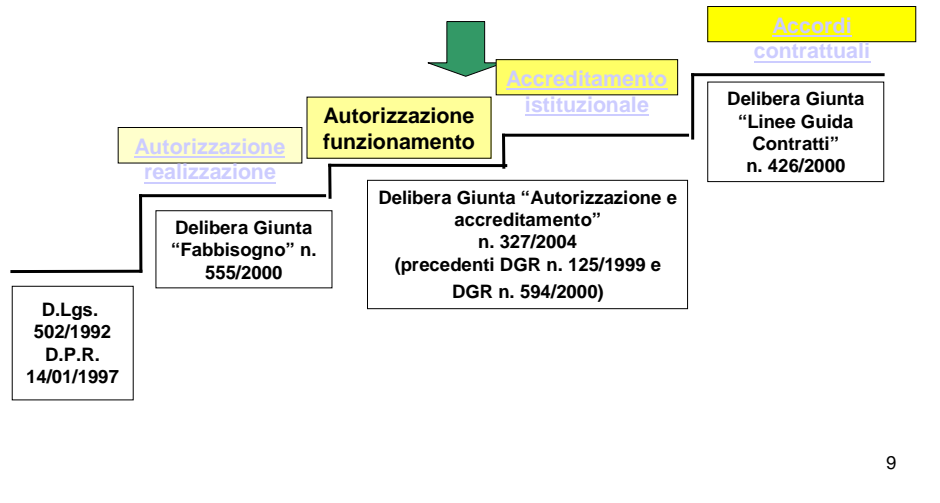 Accordi
contrattuali
Accreditamento
istituzionale
Autorizzazione
funzionamento
Autorizzazione
realizzazione
Delibera Giunta
“Linee Guida
Contratti”
n. 426/2000
Delibera Giunta “Autorizzazione e
accreditamento”
n. 327/2004
(precedenti DGR n. 125/1999 e
DGR n. 594/2000)
Delibera Giunta
“Fabbisogno” n.
555/2000
D.Lgs.
502/1992
D.P.R.
14/01/1997
9